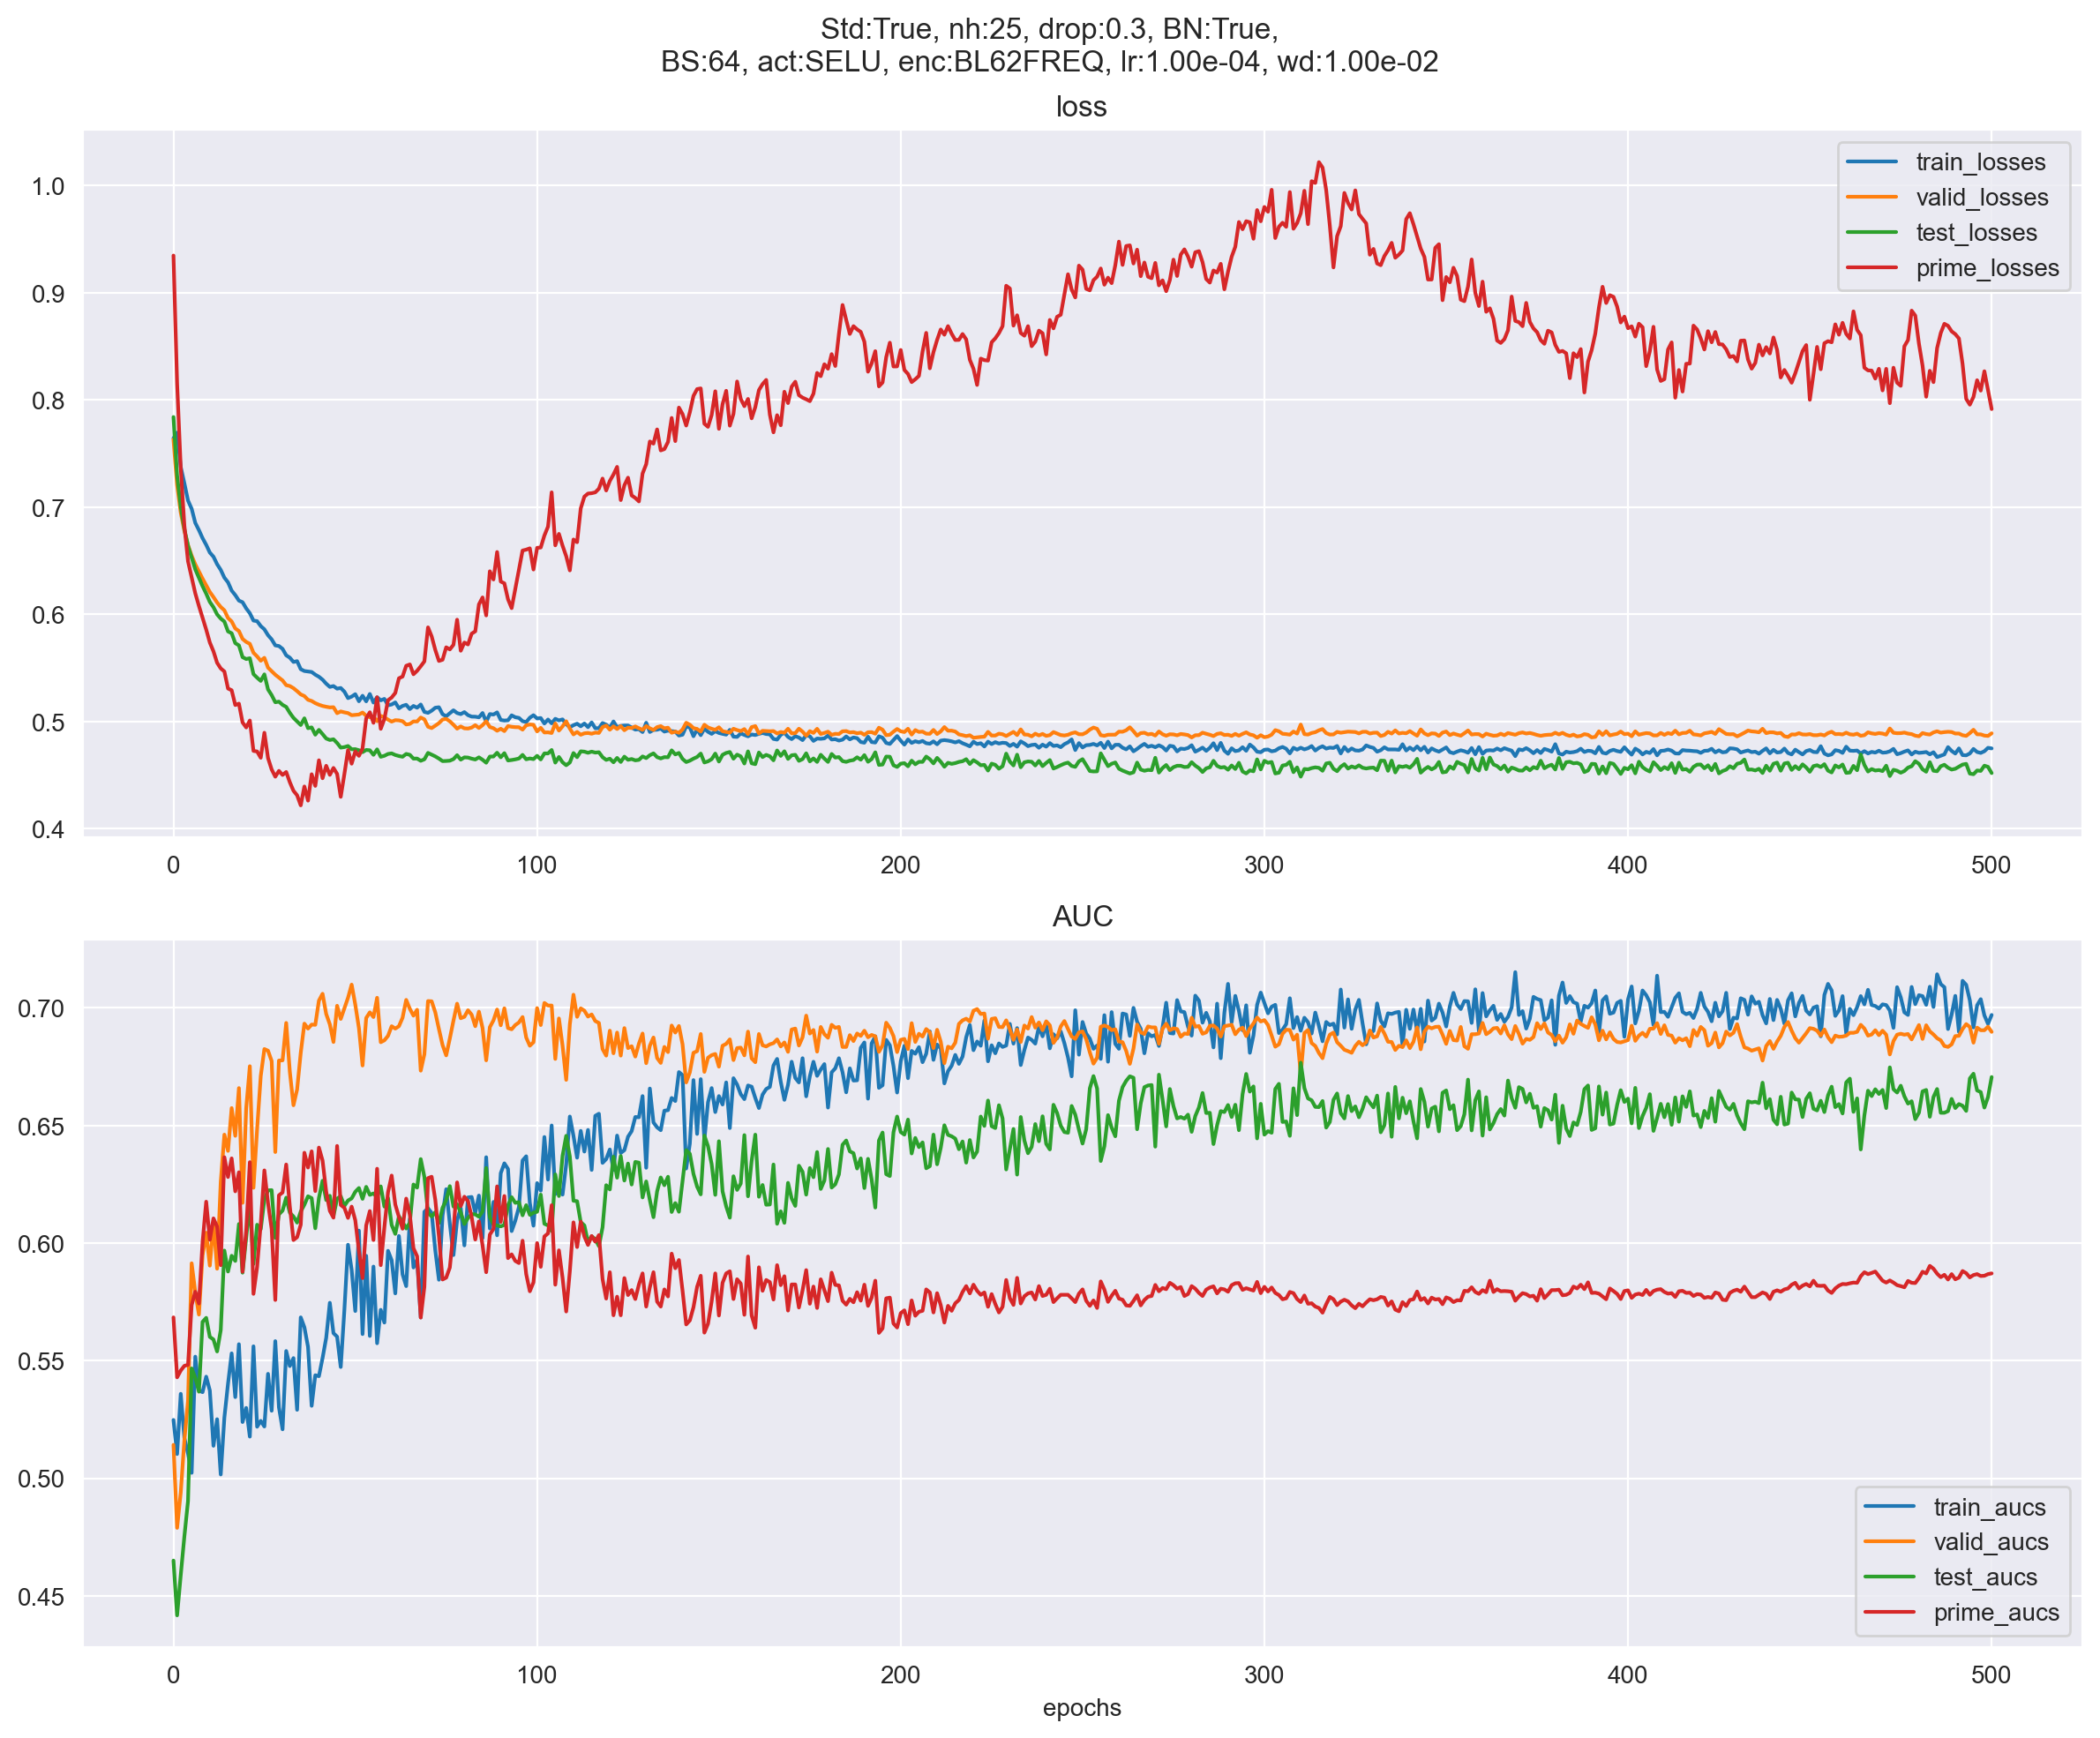 Std:True, nh:25, drop:0.3, BN:True,
BS:64, act:SELU, enc:BL62FREQ, lr:1.00e-04, wd:1.00e-02
loss
1.0
0.9
0.8
0.7
0.6
0.5
0.4
train_losses
valid_losses
test_losses
prime_losses
0 100 200 300 400 500
AUC
0.70
0.65
0.60
0.55
0.50
0.45
train_aucs
valid_aucs
test_aucs
prime_aucs
0 100 200 300 400 500
epochs